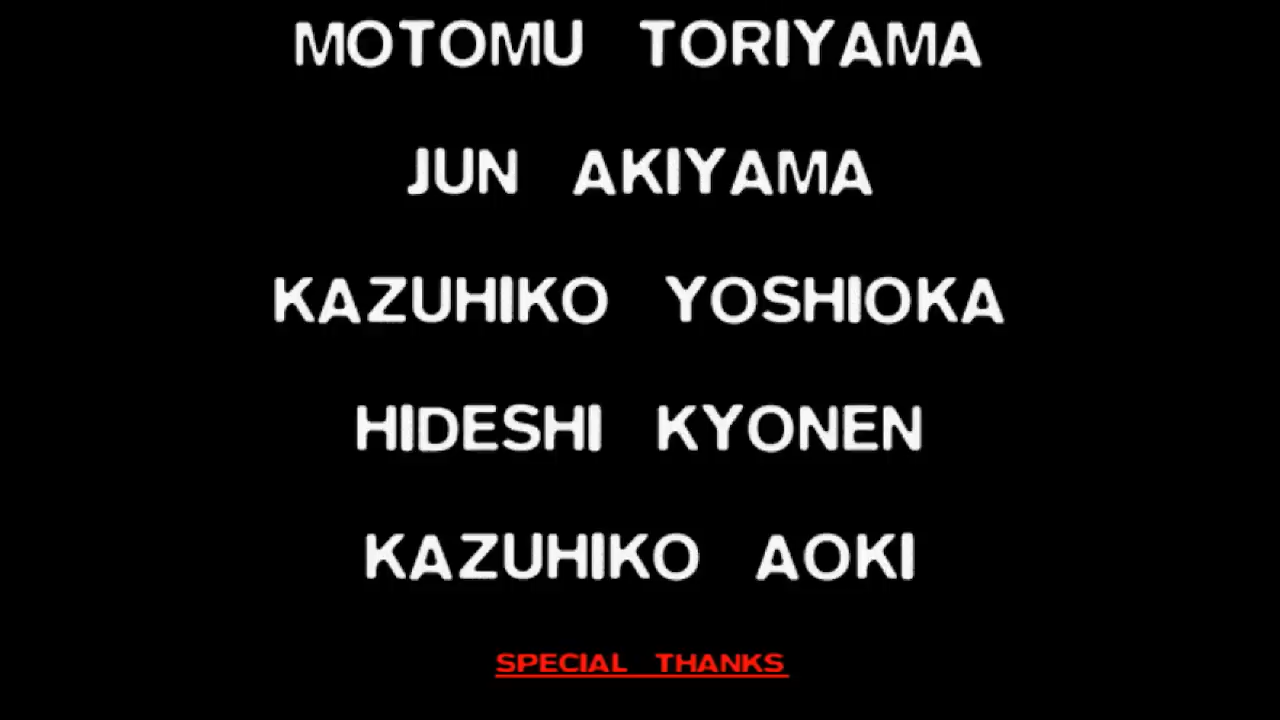 MOTOMU TORIYAMA
JUN AKIYAMA
KAZUHIKO YOSHIOKA
HIDESHI KYONEN
KAZUHIKO AOKI
SPECIAL THANKS